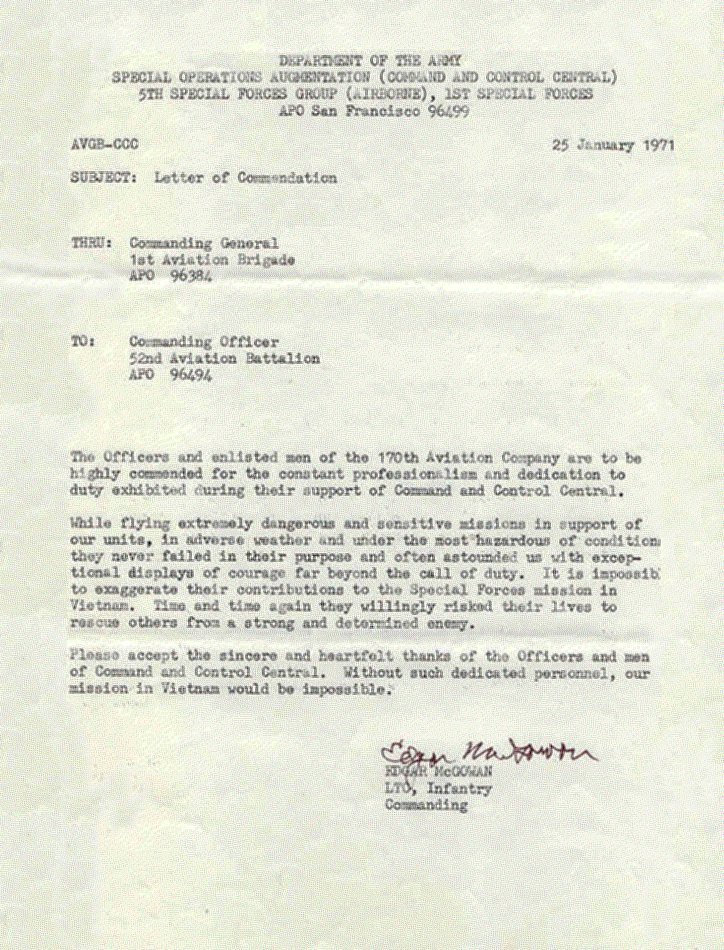 DEPARTMENT OF THE ARMY
SPECIAL OPERATIONS AUGMENTATION (COMMAND AND CONTROL CENTRAL)
5TH SPECIAL FORCES GROUP (AIRBORNE), 1ST SPECIAL FORCES
APO San Francisco 96499
AVGB-CCC 25 January 1971
SUBJECT: Letter of Commendation
THRU: Commanding General
1st Aviation Brigade
APO 96384
TO: Commanding Officer
52nd Aviation Battalion
APO 96494
The Officers and enlisted men of the 170th Aviation Company are to be
highly commended for the constant professionalism and dedication to
duty exhibited during their support of Command and Control Central.
While flying extremely dangerous and sensitive missions in support of
our units, in adverse weather and under the most hazardous of condition
they never failed in their purpose and often astounded us with excep-
tional displays of courage far beyond the call of duty. It is impossib
to exaggerate their contributions to the Special Forces mission in
Vietnam. Time and time again they willingly risked their lives to
rescue others from a strong and determined enemy.
Please accept the sincere and heartfelt thanks of the Officers and men
of Command and Control Central. Without such dedicated personnel, our
mission in Vietnam would be impossible.
Edgar McGowan
EDGAR McGOWAN
LTC, Infantry
Commanding